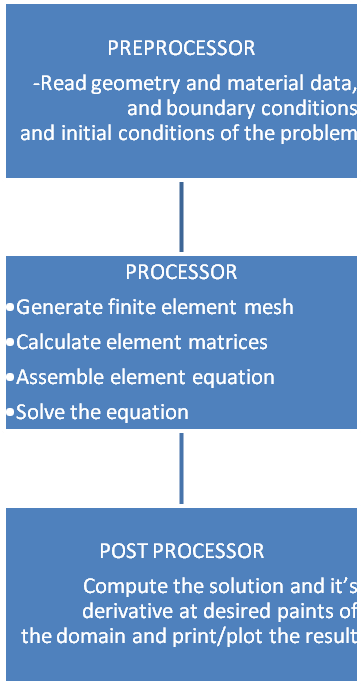 PREPROCESSOR
-Read geometry and material data,
and boundary conditions
and initial conditions of the problem
PROCESSOR
•Generate finite element mesh
•Calculate element matrices
•Assemble element equation
•Solve the equation
POST PROCESSOR
Compute the solution and it’s
derivative at desired paints of
the domain and print/plot the result